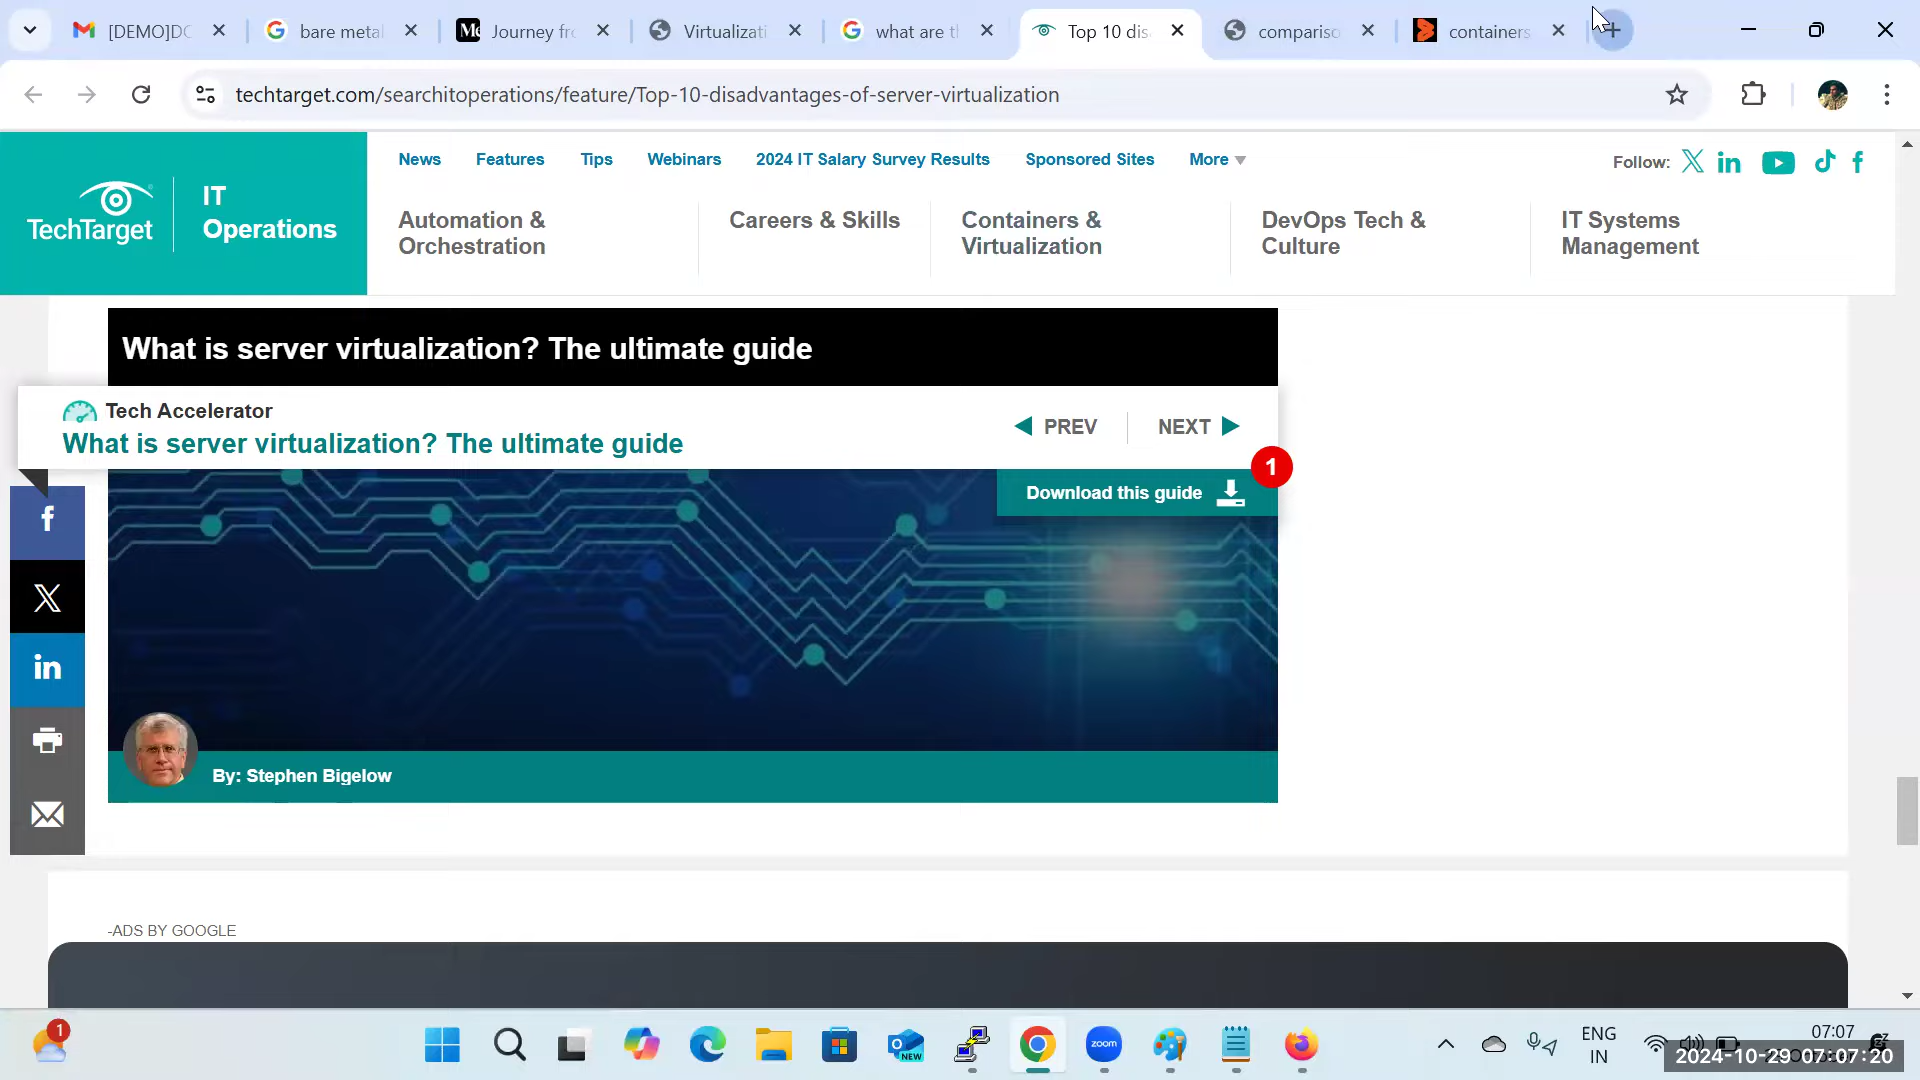 [DEMO]DC
bare metal
Journey fr
Virtualizati
what are t
Top 10 dis
compariso
containers
techtarget.com/searchitoperations/feature/Top-10-disadvantages-of-server-virtualization
TechTarget
IT
Operations
News
Features
Tips
Webinars
2024 IT Salary Survey Results
Sponsored Sites
More
Follow:
Automation &
Orchestration
Careers & Skills
Containers &
Virtualization
DevOps Tech &
Culture
IT Systems
Management
What is server virtualization? The ultimate guide
Tech Accelerator
What is server virtualization? The ultimate guide
PREV
NEXT
1
Download this guide
By: Stephen Bigelow
-ADS BY GOOGLE
1
NEW
zoom
ENG
IN
07:07
2024-10-29 07:07:20